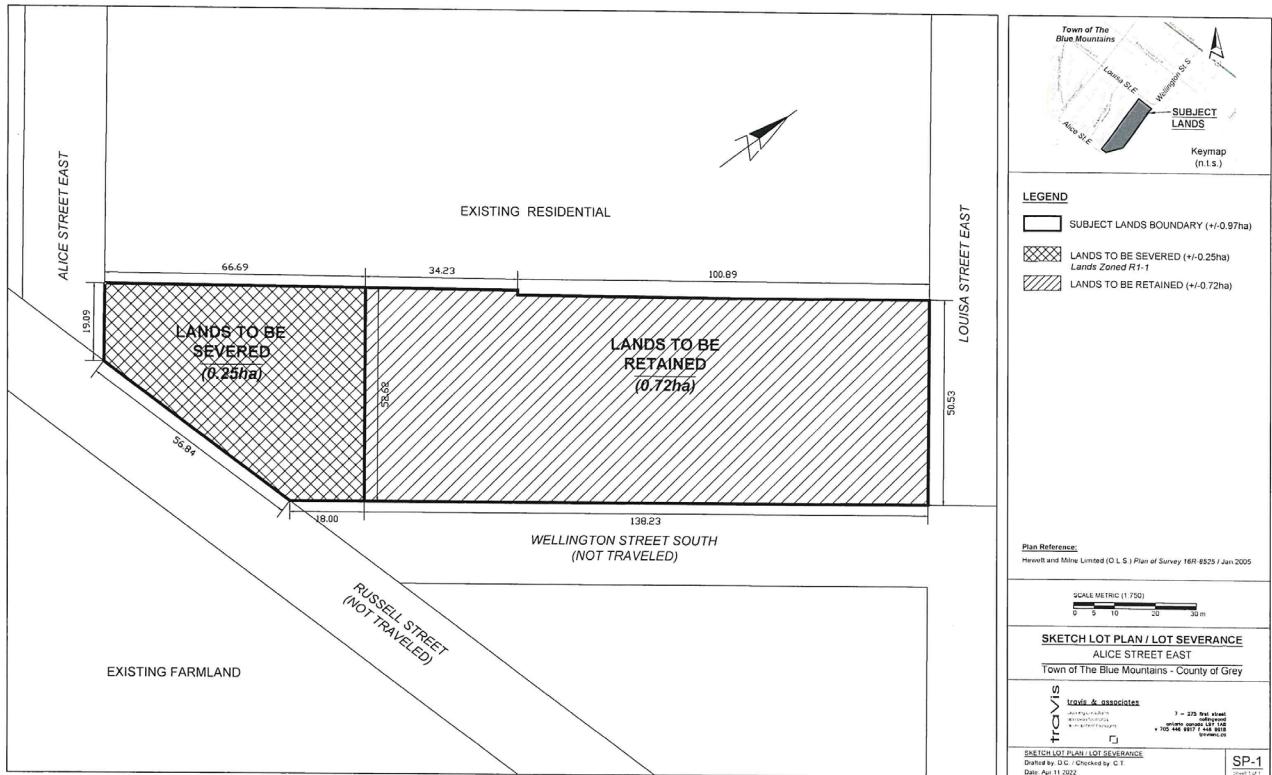 ALICE STREET EAST
EXISTING RESIDENTIAL
LOUISA STREET EAST
66.69
34.23
100.89
19.09
LANDS TO BE
SEVERED
(0.25ha)
52.62
LANDS TO BE
RETAINED
(0.72ha)
50.53
56.84
18.00
138.23
WELLINGTON STREET SOUTH
(NOT TRAVELED)
RUSSELL STREET
(NOT TRAVELED)
EXISTING FARMLAND
Town of The
Blue Mountains
Louisa St.E
Wellington St.S
Alice St.E
SUBJECT
LANDS
Keymap
(n.t.s.)
LEGEND
SUBJECT LANDS BOUNDARY (+/-0.97ha)
LANDS TO BE SEVERED (+/-0.25ha)
Lands Zoned R1-1
LANDS TO BE RETAINED (+/-0.72ha)
Plan Reference:
Hewett and Milne Limited (O.L.S.) Plan of Survey 16R-8525 / Jan 2005
SCALE METRIC (1:750)
0 5 10 20 30 m
SKETCH LOT PLAN / LOT SEVERANCE
ALICE STREET EAST
Town of The Blue Mountains - County of Grey
travis
travis & associates
7 - 275 first street
collingwood
ontario canada L9Y 1A8
SKETCH LOT PLAN / LOT SEVERANCE
Drafted by: D.C. / Checked by: C.T.
Date: Apr.11.2022
SP-1